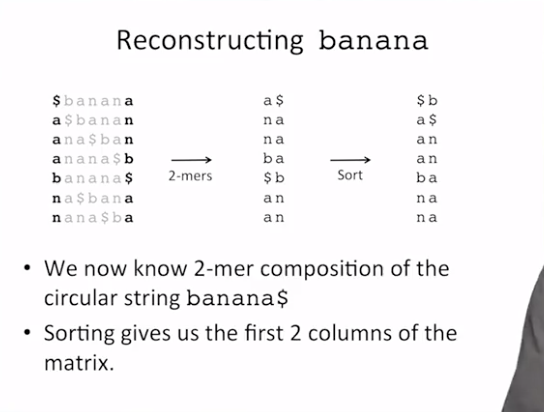 Reconstructing banana
$banana a$ $b
a$banan na a$
ana$ban na an
anana$b ba an
banana$ $b ba
na$bana an na
nana$ba an na
2-mers Sort
• We now know 2-mer composition of the
circular string banana$
• Sorting gives us the first 2 columns of the
matrix.